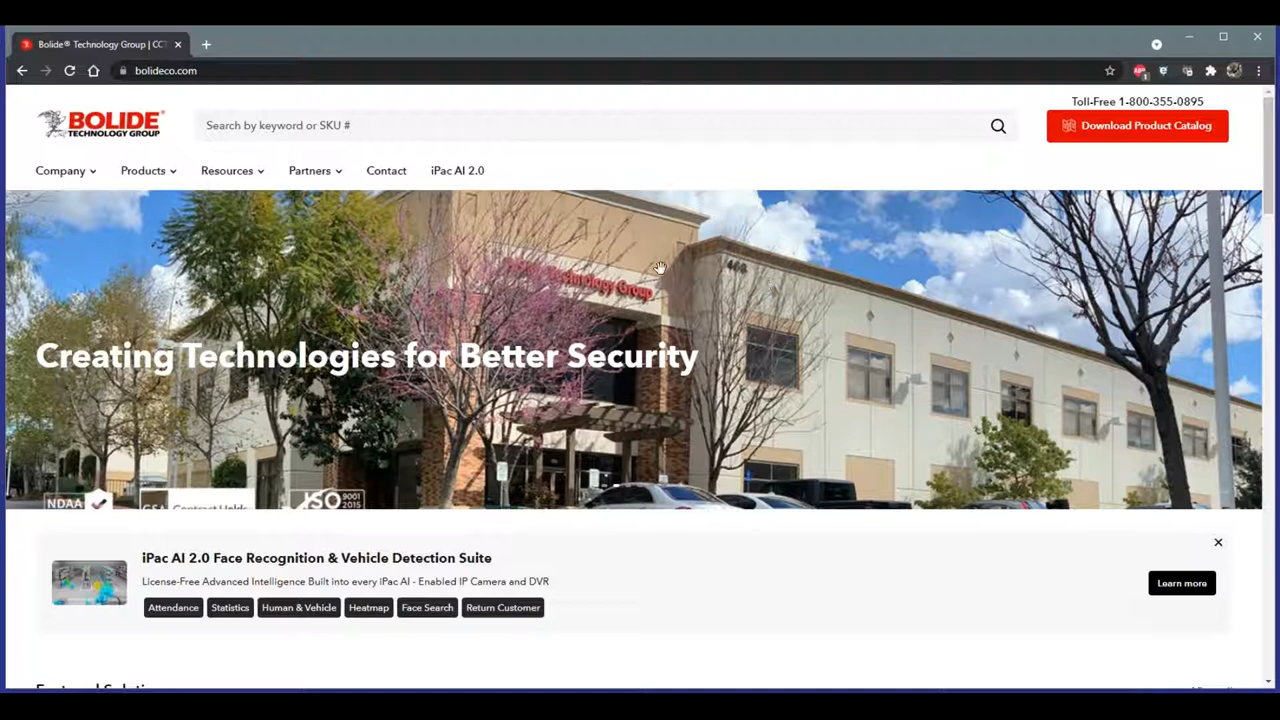 Bolide® Technology Group | CC
bolideco.com
BOLIDE®
TECHNOLOGY GROUP
Search by keyword or SKU #
Toll-Free 1-800-355-0895
Download Product Catalog
Company
Products
Resources
Partners
Contact
iPac AI 2.0
Technology Group
Creating Technologies for Better Security
NDAA
ISO 9001
2015
iPac AI 2.0 Face Recognition & Vehicle Detection Suite
License-Free Advanced Intelligence Built into every iPac AI - Enabled IP Camera and DVR
Learn more
Attendance
Statistics
Human & Vehicle
Heatmap
Face Search
Return Customer